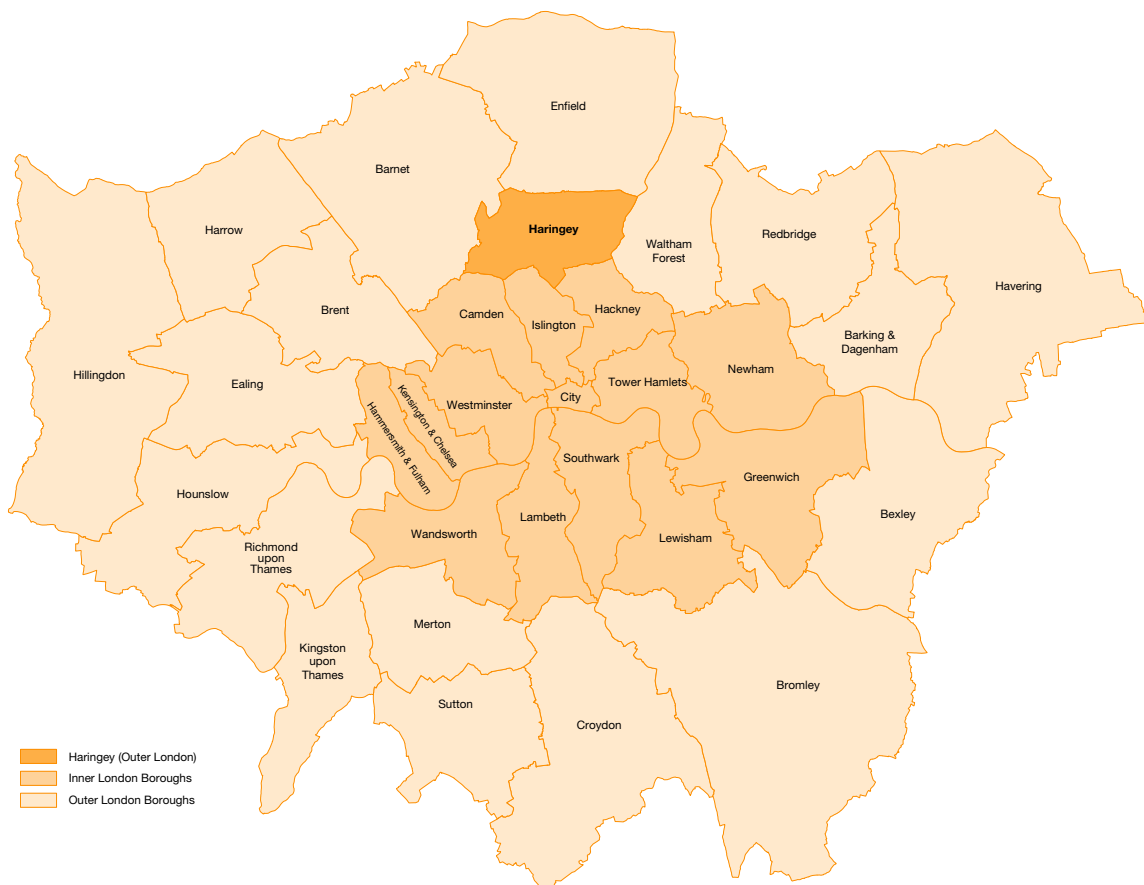 Enfield
Barnet
Haringey
Harrow
Waltham
Forest
Redbridge
Havering
Brent
Camden
Islington
Hackney
Barking &
Dagenham
Hillingdon
Ealing
Hammersmith & Fulham
Kensington & Chelsea
Westminster
City
Tower Hamlets
Newham
Hounslow
Southwark
Greenwich
Bexley
Richmond
upon
Thames
Wandsworth
Lambeth
Lewisham
Merton
Kingston
upon
Thames
Sutton
Croydon
Bromley
Haringey (Outer London)
Inner London Boroughs
Outer London Boroughs